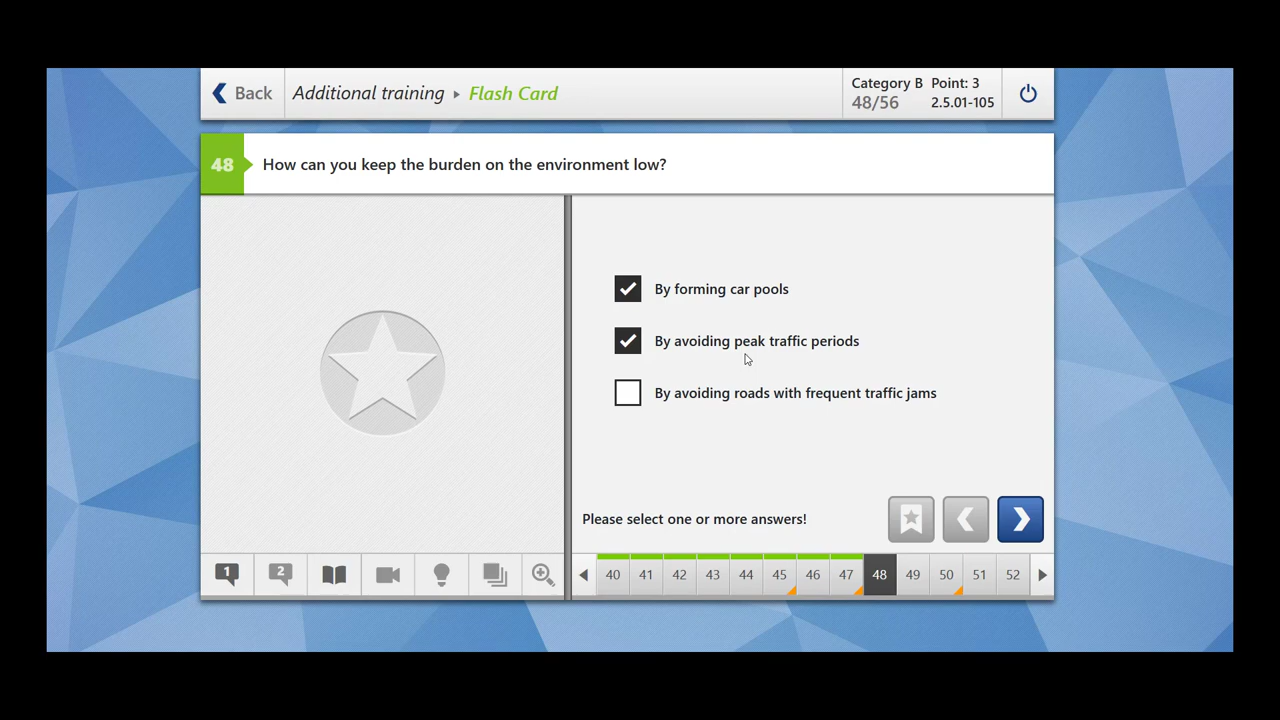 Back
Additional training ▸ Flash Card
Category B Point: 3
48/56 2.5.01-105
48 How can you keep the burden on the environment low?
By forming car pools
By avoiding peak traffic periods
By avoiding roads with frequent traffic jams
Please select one or more answers!
1 2
40 41 42 43 44 45 46 47 48 49 50 51 52